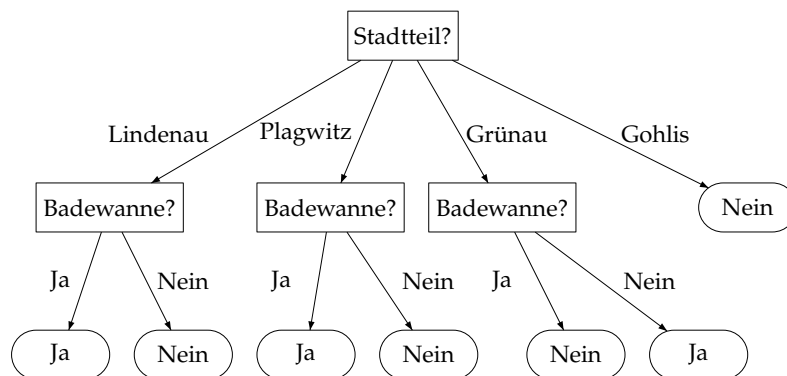 Stadtteil?
Lindenau Plagwitz Grünau Gohlis
Badewanne? Badewanne? Badewanne? Nein
Ja Nein Ja Nein Ja Nein
Ja Nein Ja Nein Nein Ja